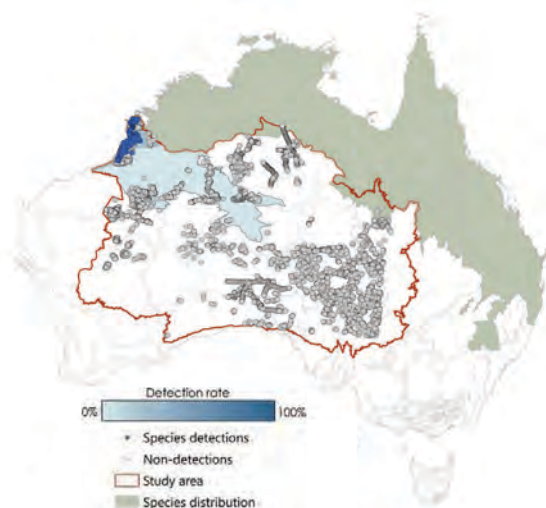 Detection rate
0% 100%
Species detections
Non-detections
Study area
Species distribution